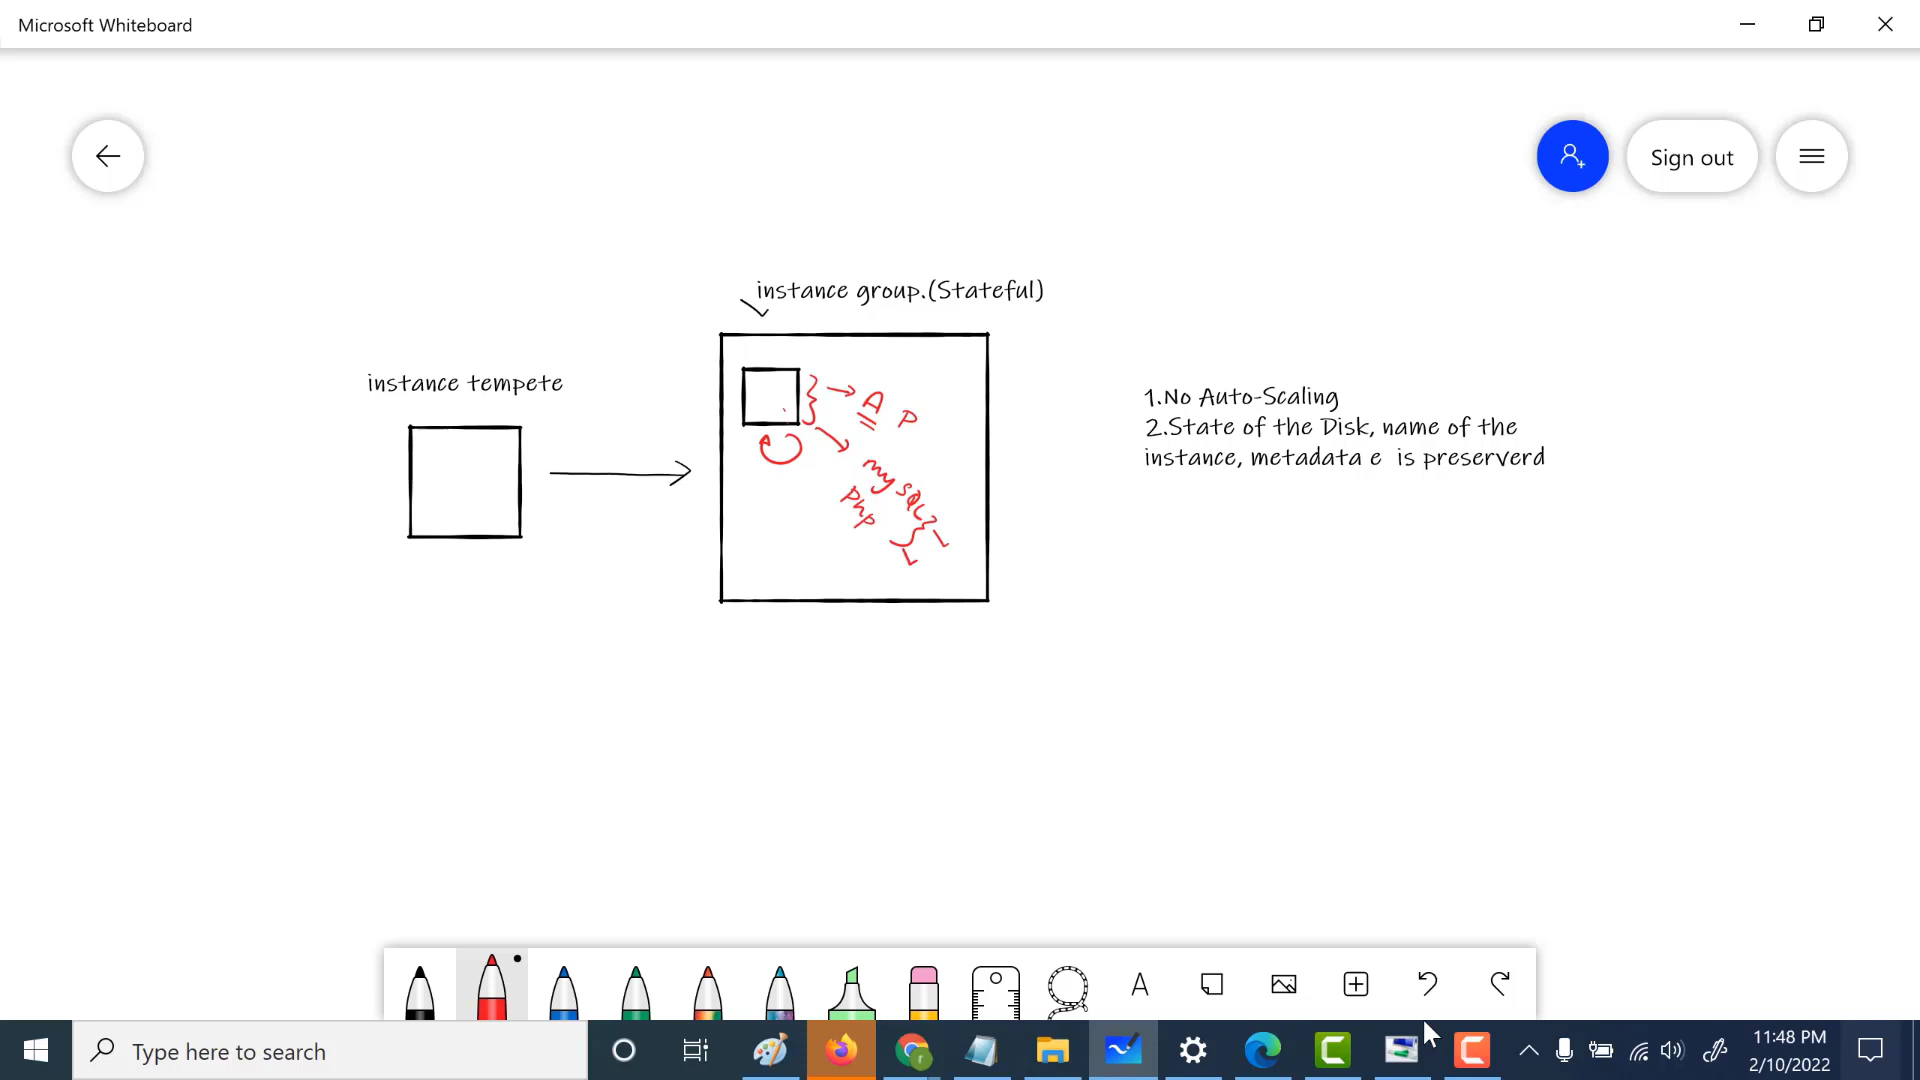 Microsoft Whiteboard
Sign out
instance group.(Stateful)
instance tempete
A P
mysql
php
1.No Auto-Scaling
2.State of the Disk, name of the
instance, metadata e is preserverd
Type here to search
11:48 PM
2/10/2022